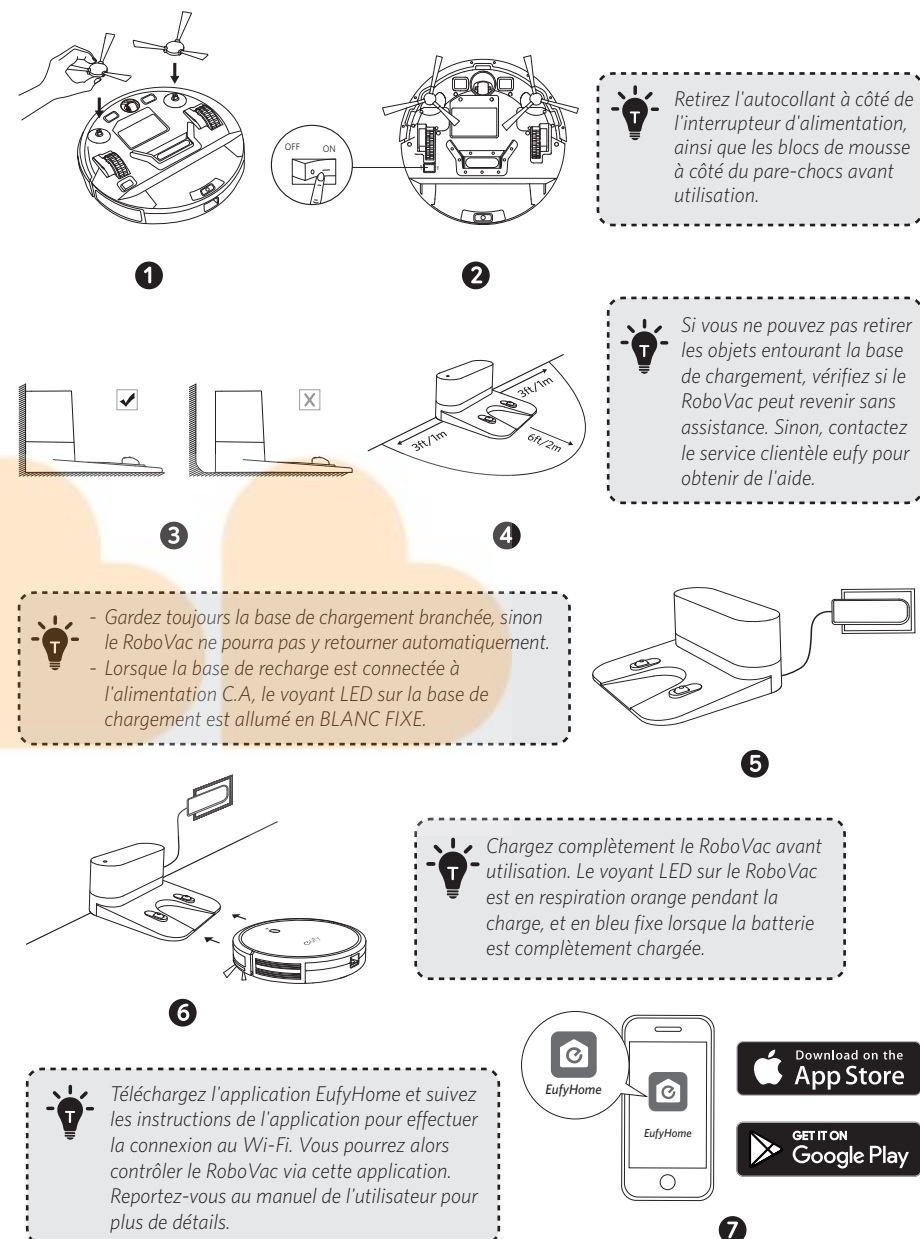 OFF ON
Retirez l'autocollant à côté de
l'interrupteur d'alimentation,
ainsi que les blocs de mousse
à côté du pare-chocs avant
utilisation.
1
2
Si vous ne pouvez pas retirer
les objets entourant la base
de chargement, vérifiez si le
RoboVac peut revenir sans
assistance. Sinon, contactez
le service clientèle eufy pour
obtenir de l'aide.
3ft/1m
3ft/1m
6ft/2m
3
4
- Gardez toujours la base de chargement branchée, sinon
le RoboVac ne pourra pas y retourner automatiquement.
- Lorsque la base de recharge est connectée à
l'alimentation C.A, le voyant LED sur la base de
chargement est allumé en BLANC FIXE.
5
eufy
6
Chargez complètement le RoboVac avant
utilisation. Le voyant LED sur le RoboVac
est en respiration orange pendant la
charge, et en bleu fixe lorsque la batterie
est complètement chargée.
Téléchargez l'application EufyHome et suivez
les instructions de l'application pour effectuer
la connexion au Wi-Fi. Vous pourrez alors
contrôler le RoboVac via cette application.
Reportez-vous au manuel de l'utilisateur pour
plus de détails.
EufyHome
EufyHome
Download on the
App Store
GET IT ON
Google Play
7